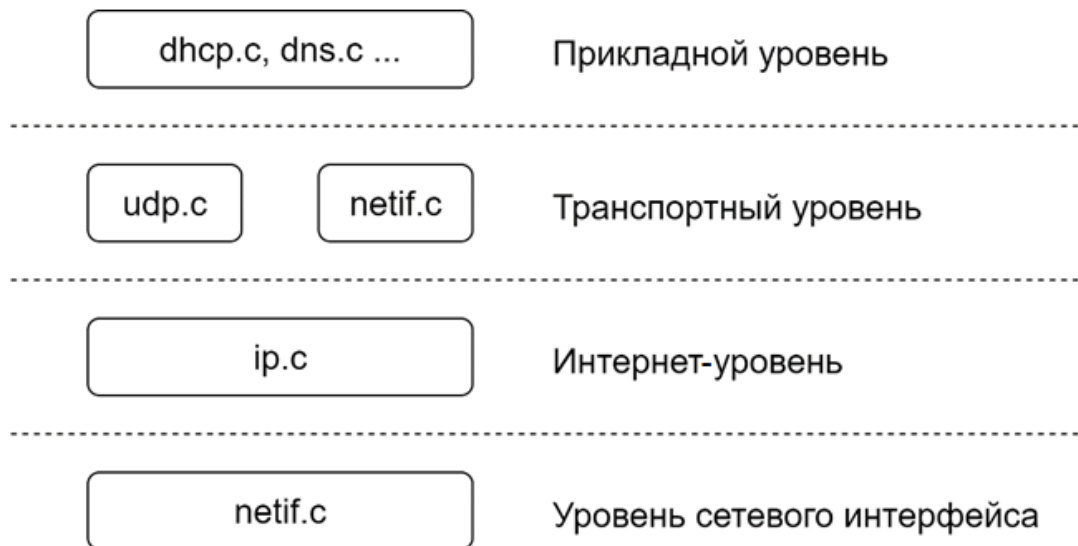 dhcp.c, dns.c ... Прикладной уровень
udp.c netif.c Транспортный уровень
ip.c Интернет-уровень
netif.c Уровень сетевого интерфейса